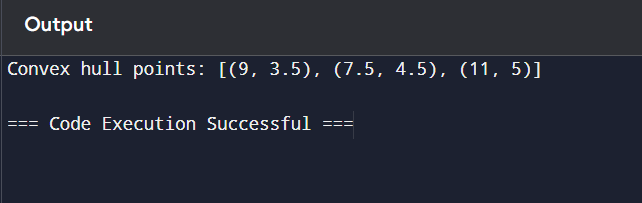 Output
Convex hull points: [(9, 3.5), (7.5, 4.5), (11, 5)]
=== Code Execution Successful ===